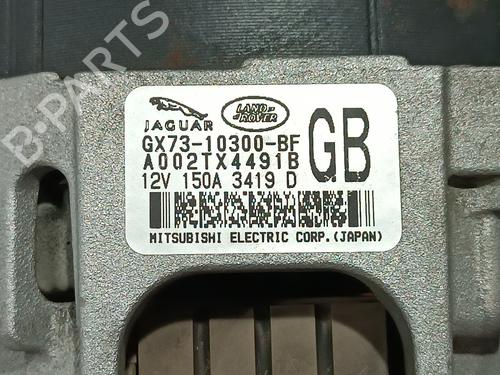 JAGUAR
LAND-
ROVER
GX73-10300-BF
A002TX4491B
GB
12V 150A 3419 D
MITSUBISHI ELECTRIC CORP.(JAPAN)
B-PARTS